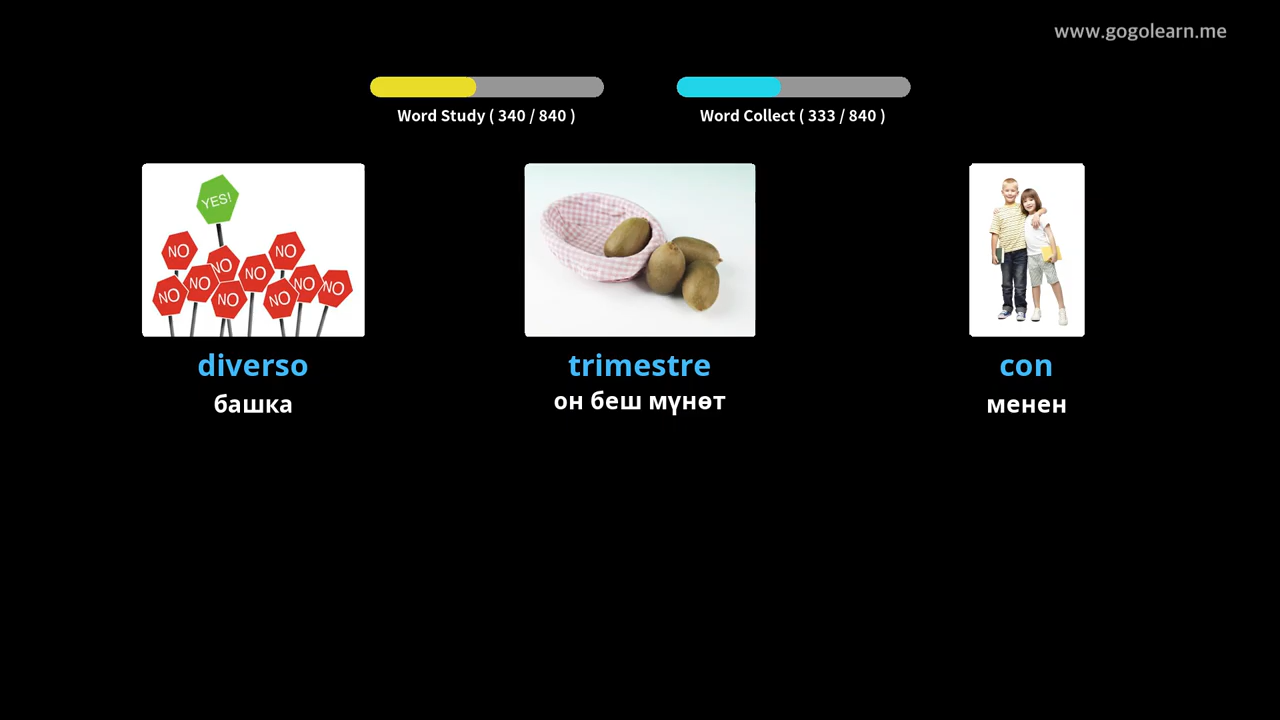 www.gogolearn.me
Word Study ( 340 / 840 )
Word Collect ( 333 / 840 )
YES!
NO
NO
NO
NO
NO
NO
NO
NO
NO
NO
diverso
trimestre
con
башка
он беш мүнөт
менен